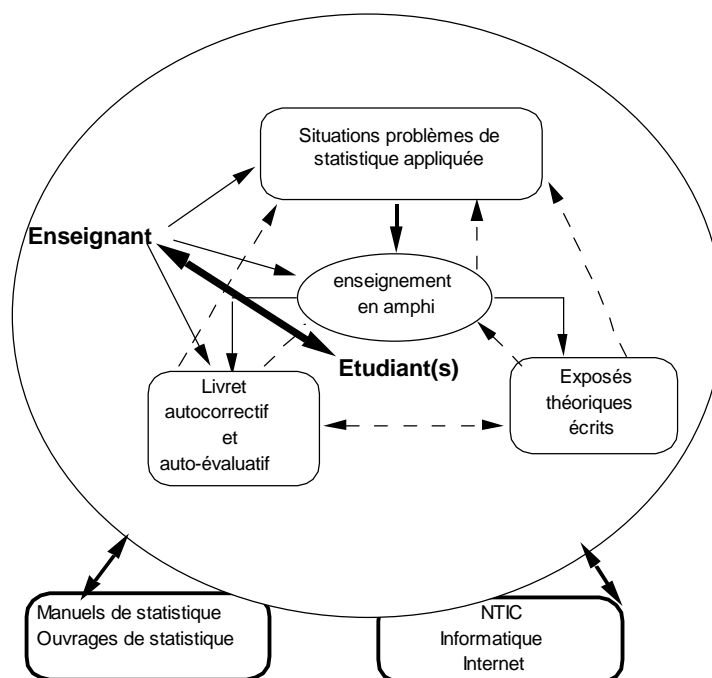 Situations problèmes de
statistique appliquée
Enseignant
enseignement
en amphi
Etudiant(s)
Livret
autocorrectif
et
auto-évaluatif
Exposés
théoriques
écrits
Manuels de statistique
Ouvrages de statistique
NTIC
Informatique
Internet